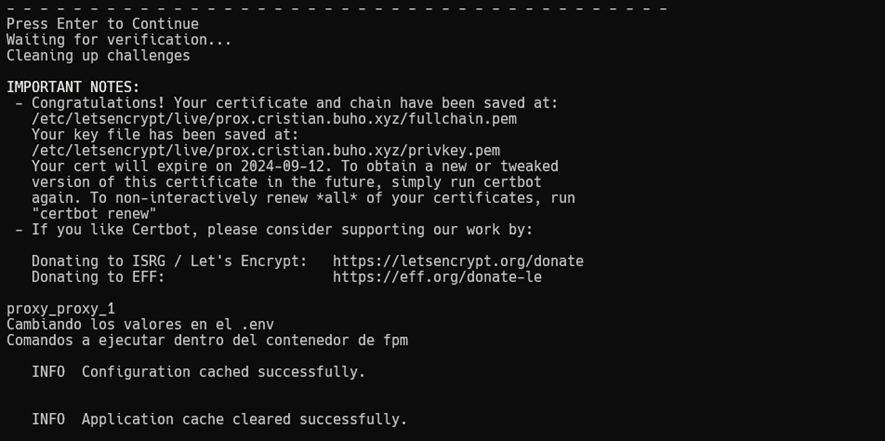 - - - - - - - - - - - - - - - - - - - - - - - - - - - - - - - - - - - - - - - -
Press Enter to Continue
Waiting for verification...
Cleaning up challenges
IMPORTANT NOTES:
- Congratulations! Your certificate and chain have been saved at:
/etc/letsencrypt/live/prox.cristian.buho.xyz/fullchain.pem
Your key file has been saved at:
/etc/letsencrypt/live/prox.cristian.buho.xyz/privkey.pem
Your cert will expire on 2024-09-12. To obtain a new or tweaked
version of this certificate in the future, simply run certbot
again. To non-interactively renew *all* of your certificates, run
"certbot renew"
- If you like Certbot, please consider supporting our work by:
Donating to ISRG / Let's Encrypt:   https://letsencrypt.org/donate
Donating to EFF:                    https://eff.org/donate-le
proxy_proxy_1
Cambiando los valores en el .env
Comandos a ejecutar dentro del contenedor de fpm
INFO  Configuration cached successfully.
INFO  Application cache cleared successfully.